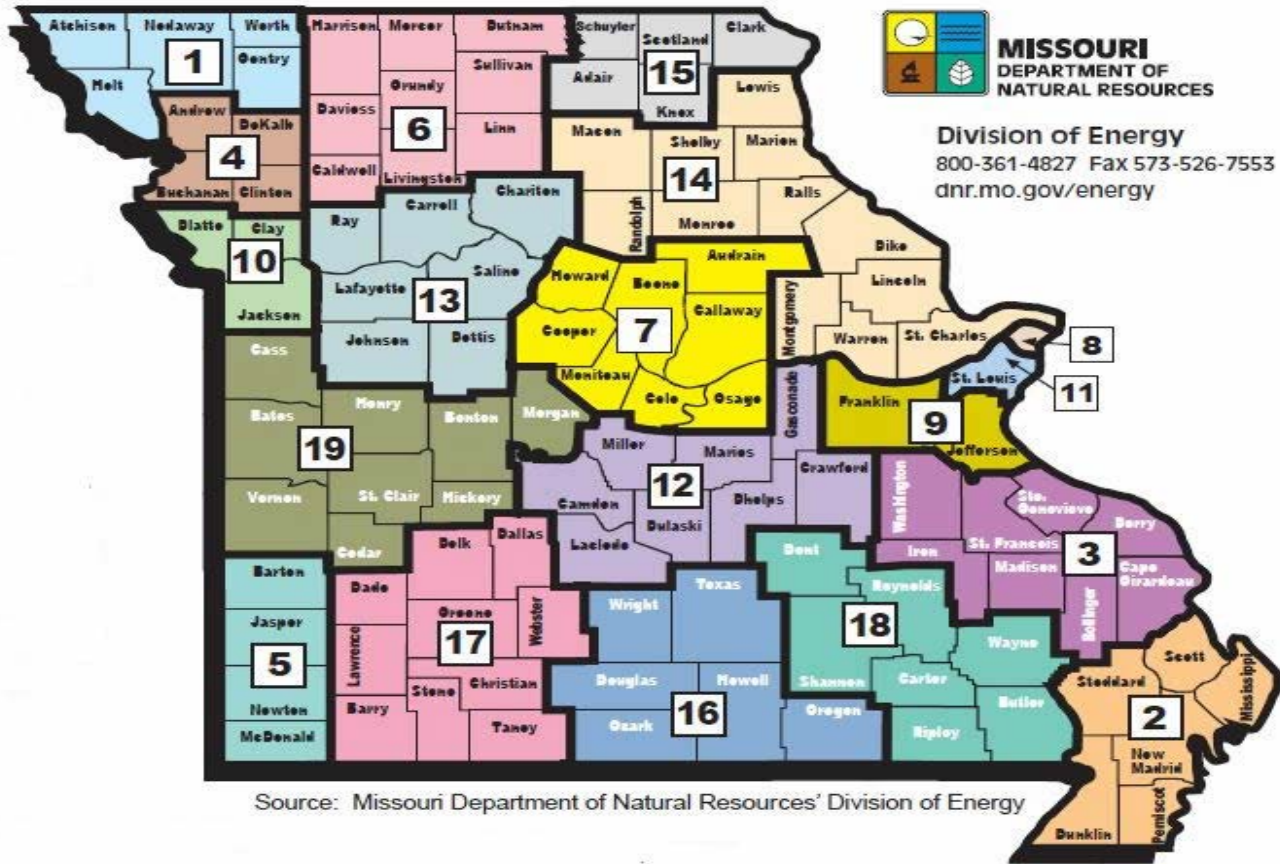 Atchison
Nodaway
Worth
Gentry
Holt
1
Andrew
DeKalb
4
Buchanan
Clinton
Harrison
Mercer
Putnam
Sullivan
Grundy
Daviess
6
Linn
Caldwell
Livingston
Schuyler
Scotland
Clark
15
Adair
Knox
Lewis
Macon
Shelby
Marion
14
Ralls
Randolph
Monroe
Pike
Lincoln
Montgomery
Warren
St. Charles
MISSOURI
DEPARTMENT OF
NATURAL RESOURCES
Division of Energy
800-361-4827 Fax 573-526-7553
dnr.mo.gov/energy
Platte
Clay
10
Jackson
Ray
Carroll
Chariton
Lafayette
13
Saline
Johnson
Pettis
Howard
Boone
Audrain
Callaway
Cooper
7
Moniteau
Cole
Osage
8
St. Louis
11
Franklin
9
Jefferson
Cass
Bates
Henry
Benton
Morgan
19
Vernon
St. Clair
Hickory
Cedar
Miller
Maries
Gasconade
Crawford
12
Camden
Pulaski
Phelps
Laclede
Washington
Ste.
Genevieve
Perry
St. Francois
3
Iron
Madison
Cape
Girardeau
Bollinger
Barton
Jasper
5
Newton
McDonald
Polk
Dallas
Dade
Greene
Webster
17
Lawrence
Stone
Christian
Barry
Taney
Wright
Texas
Douglas
Howell
16
Ozark
Oregon
Dent
Reynolds
18
Wayne
Shannon
Carter
Butler
Ripley
Scott
Stoddard
Mississippi
2
New
Madrid
Pemiscot
Dunklin
Source: Missouri Department of Natural Resources' Division of Energy